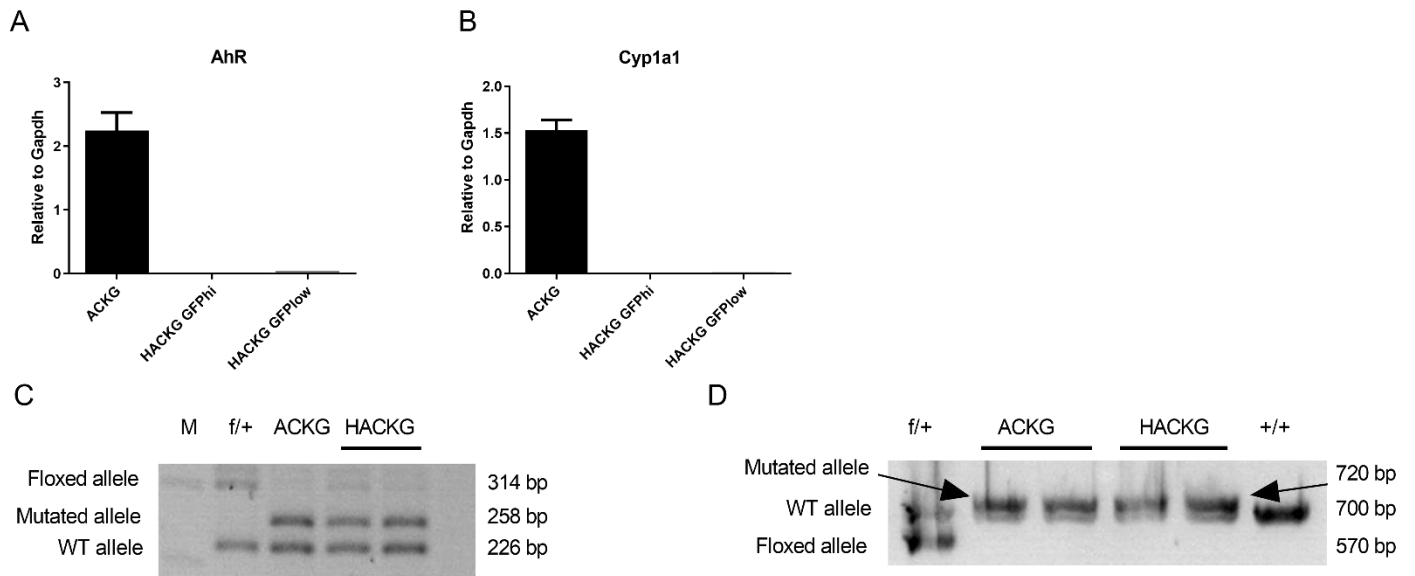 A
AhR
Relative to Gapdh
3
2
1
0
ACKG
HACKG GFPhi
HACKG GFPlow
B
Cyp1a1
Relative to Gapdh
2.0
1.5
1.0
0.5
0.0
ACKG
HACKG GFPhi
HACKG GFPlow
C
M f/+ ACKG HACKG
Floxed allele 314 bp
Mutated allele 258 bp
WT allele 226 bp
D
f/+ ACKG HACKG +/+
Mutated allele 720 bp
WT allele 700 bp
Floxed allele 570 bp